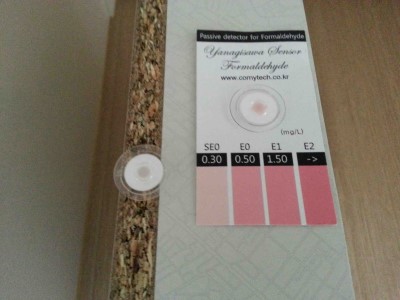 Passive detector for Formaldehyde
Yanagisawa Sensor
Formaldehyde
www.comytech.co.kr
(mg/L)
SE0 E0 E1 E2
0.30 0.50 1.50 ->